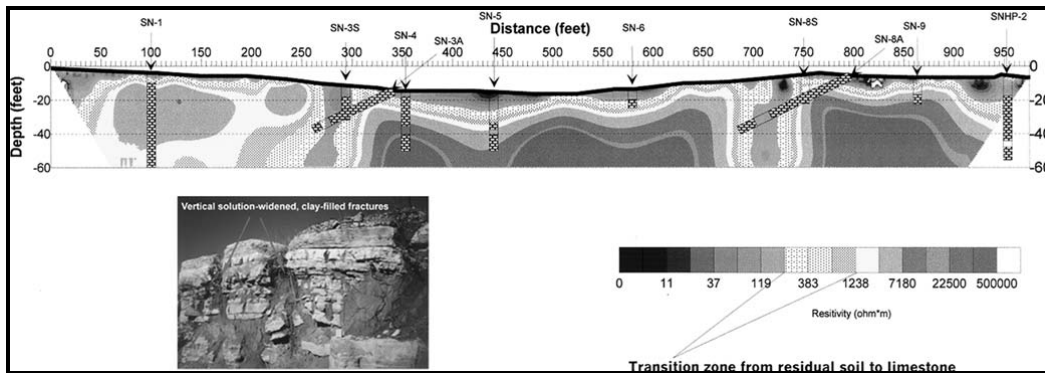 SN-1 SN-3S SN-4 SN-3A SN-5 Distance (feet) SN-6 SN-8S SN-8A SN-9 SNHP-2
0 50 100 150 200 250 300 350 400 450 500 550 600 650 700 750 800 850 900 950
Depth (feet)
0 0
-20 -20
-40 -40
-60 -60
Vertical solution-widened, clay-filled fractures
0 11 37 119 383 1238 7180 22500 500000
Resitivity (ohm*m)
Transition zone from residual soil to limestone